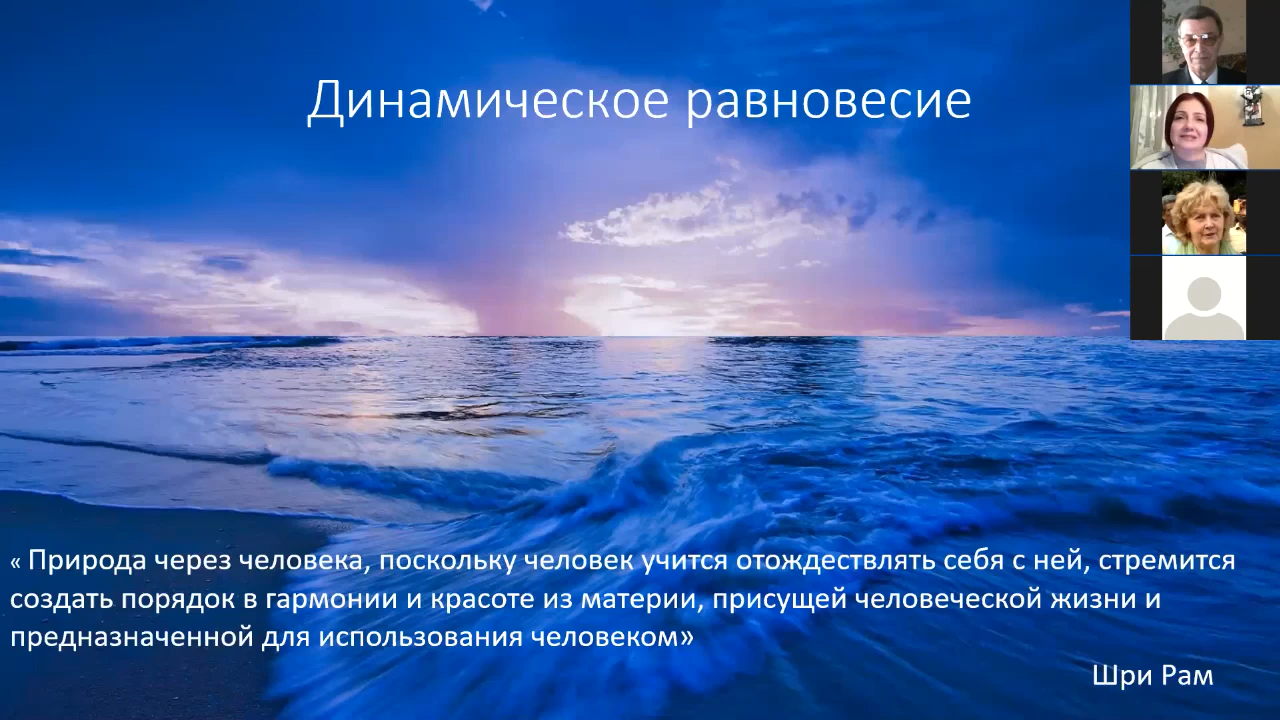 Динамическое равновесие
« Природа через человека, поскольку человек учится отождествлять себя с ней, стремится
создать порядок в гармонии и красоте из материи, присущей человеческой жизни и
предназначенной для использования человеком»
Шри Рам